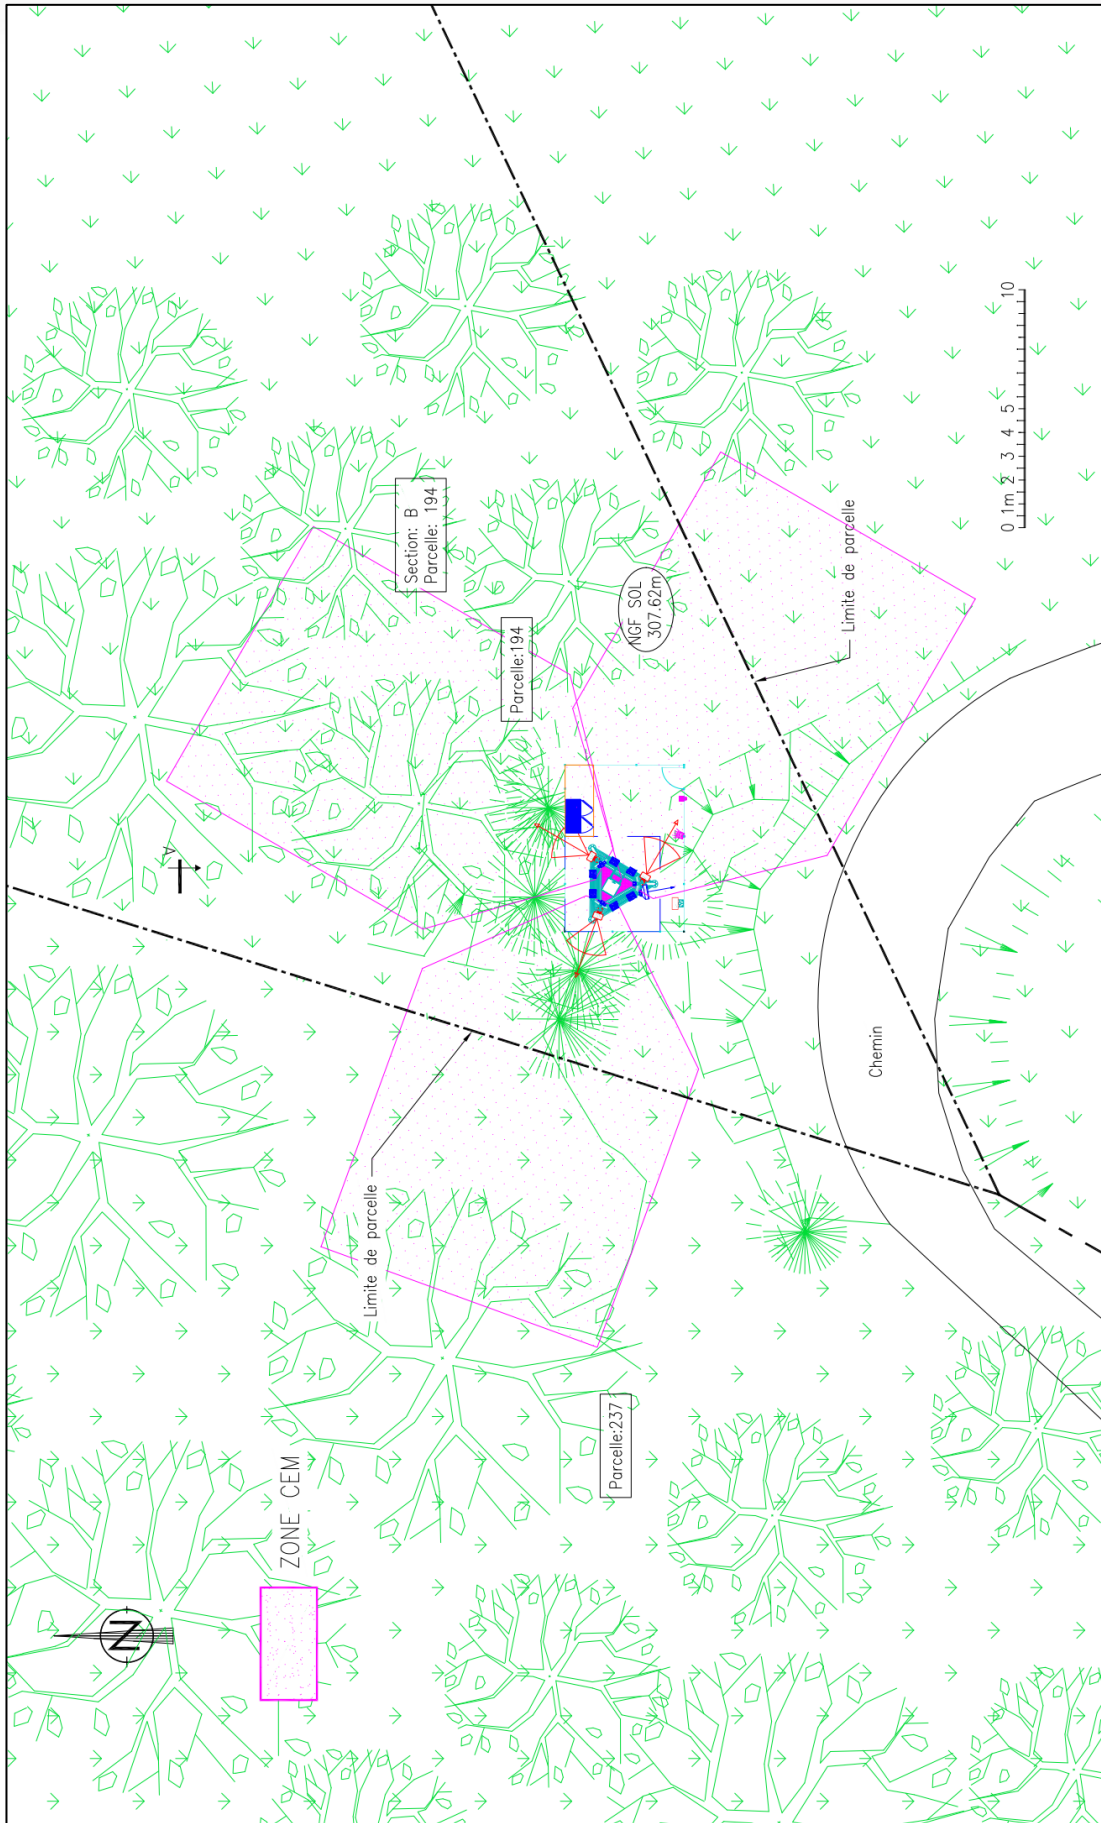 Section: B
Parcelle: 194
Parcelle:194
NGF SOL
307.62m
Limite de parcelle
0 1m 2 3 4 5 10
A
Chemin
Limite de parcelle
Parcelle:237
ZONE CEM
N